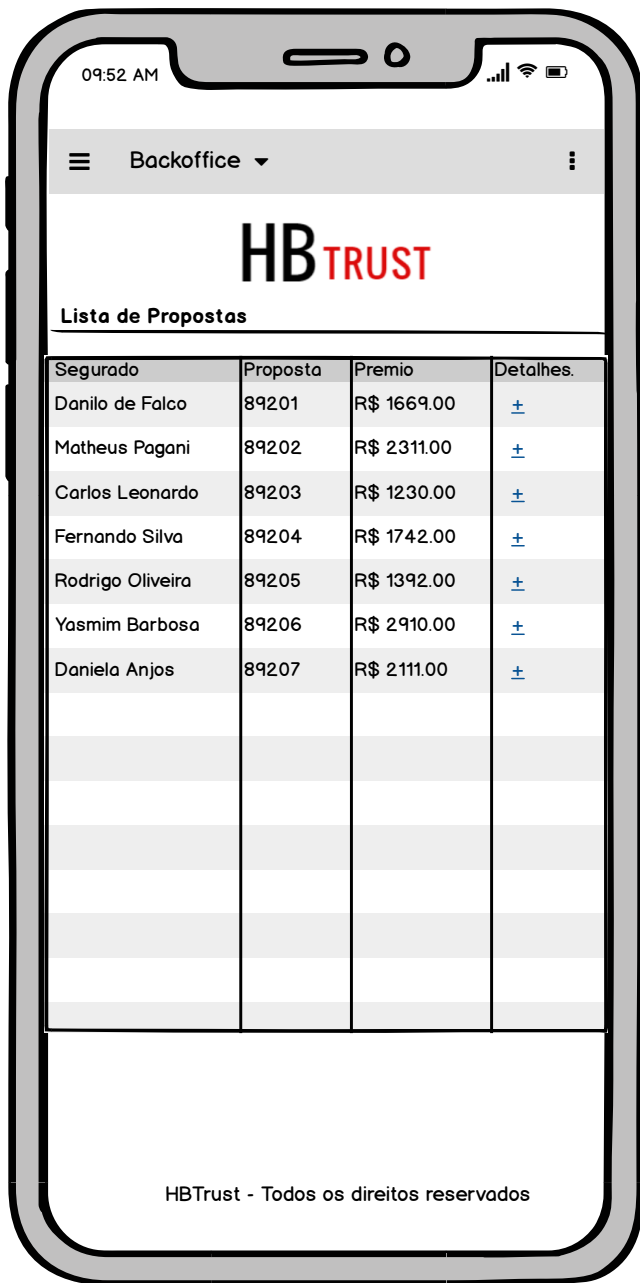 09:52 AM
Backoffice
HB TRUST
Lista de Propostas
Segurado Proposta Premio Detalhes.
Danilo de Falco 89201 R$ 1669.00 +
Matheus Pagani 89202 R$ 2311.00 +
Carlos Leonardo 89203 R$ 1230.00 +
Fernando Silva 89204 R$ 1742.00 +
Rodrigo Oliveira 89205 R$ 1392.00 +
Yasmim Barbosa 89206 R$ 2910.00 +
Daniela Anjos 89207 R$ 2111.00 +
HBTrust - Todos os direitos reservados